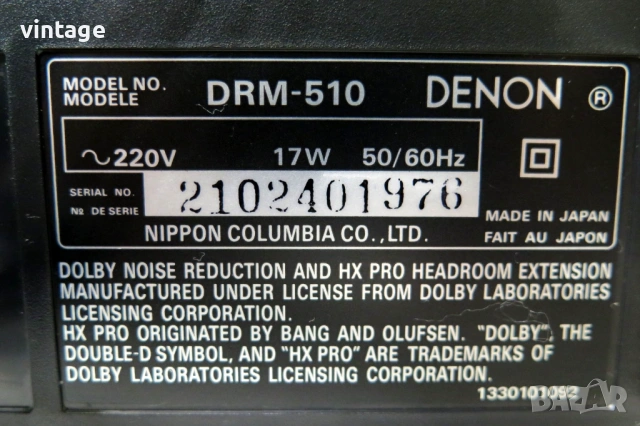 vintage
MODEL NO. DRM-510 DENON ®
MODELE
~220V 17W 50/60Hz
SERIAL NO. 2102401976
№ DE SERIE
MADE IN JAPAN
NIPPON COLUMBIA CO.,LTD. FAIT AU JAPON
DOLBY NOISE REDUCTION AND HX PRO HEADROOM EXTENSION
MANUFACTURED UNDER LICENSE FROM DOLBY LABORATORIES
LICENSING CORPORATION.
HX PRO ORIGINATED BY BANG AND OLUFSEN. "DOLBY", THE
DOUBLE-D SYMBOL, AND "HX PRO" ARE TRADEMARKS OF
DOLBY LABORATORIES LICENSING CORPORATION.
1330101092
BAZAR